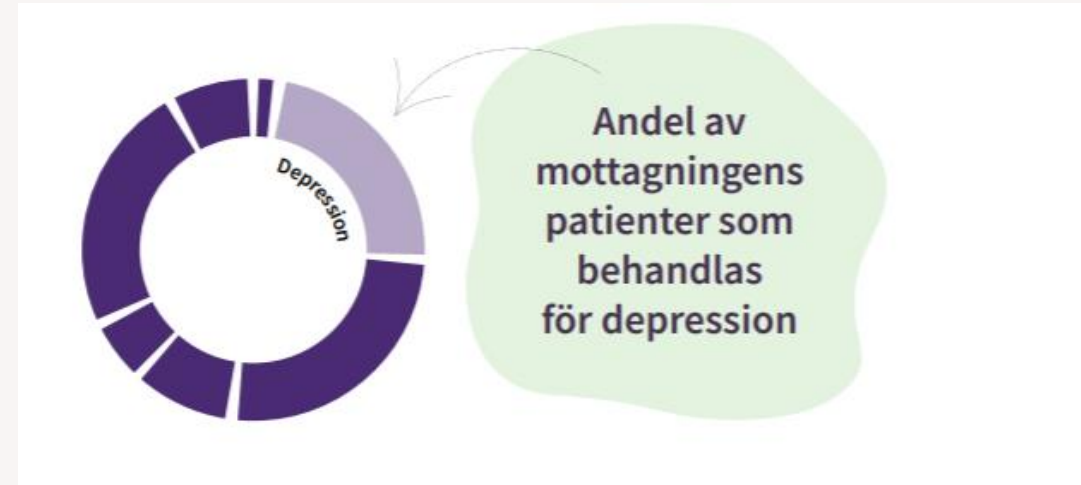 Depression
Andel av
mottagningens
patienter som
behandlas
för depression